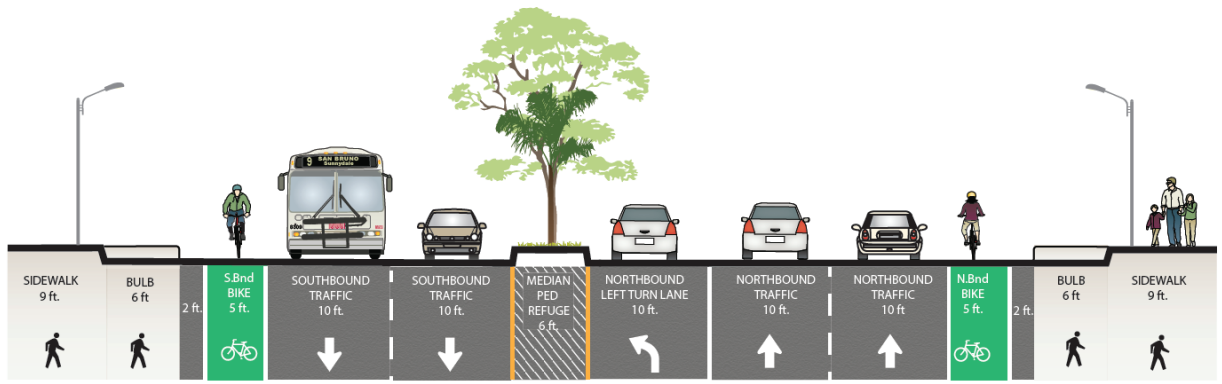 9 SAN BRUNO
Sunnydale
SIDEWALK
9 ft.
BULB
6 ft
2 ft.
S.Bnd
BIKE
5 ft.
SOUTHBOUND
TRAFFIC
10 ft.
SOUTHBOUND
TRAFFIC
10 ft.
MEDIAN
PED
REFUGE
6 ft.
NORTHBOUND
LEFT TURN LANE
10 ft.
NORTHBOUND
TRAFFIC
10 ft.
NORTHBOUND
TRAFFIC
10 ft
N.Bnd
BIKE
5 ft.
2 ft.
BULB
6 ft
SIDEWALK
9 ft.